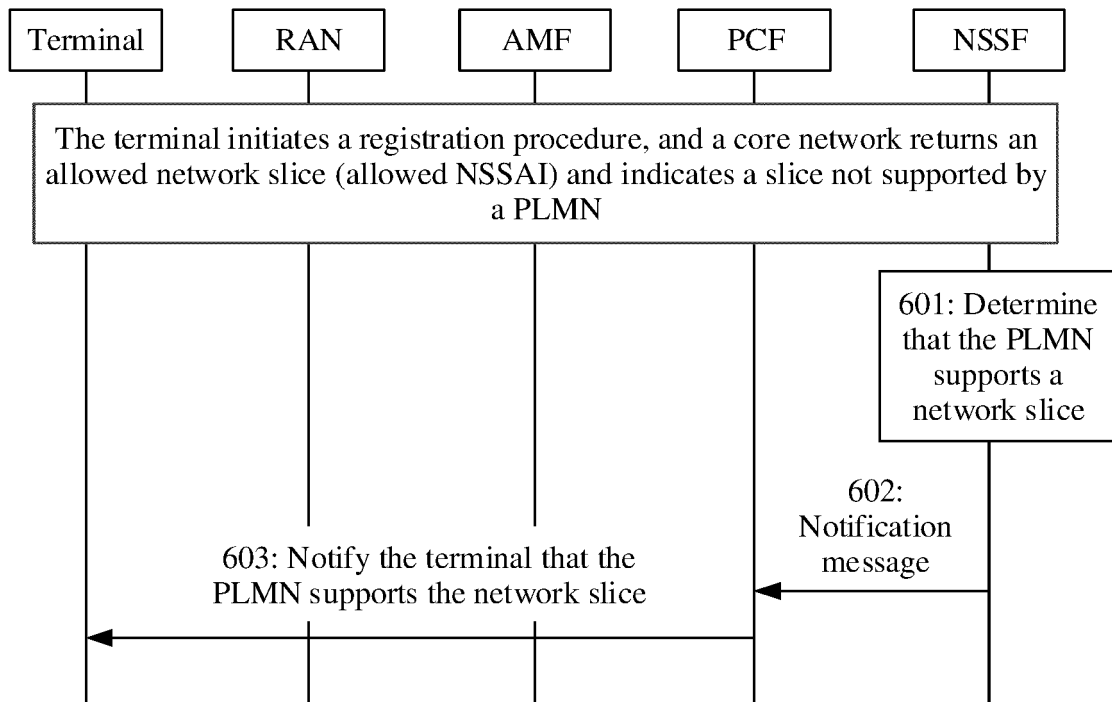 Terminal
RAN
AMF
PCF
NSSF
The terminal initiates a registration procedure, and a core network returns an
allowed network slice (allowed NSSAI) and indicates a slice not supported by
a PLMN
601: Determine
that the PLMN
supports a
network slice
602:
Notification
message
603: Notify the terminal that the
PLMN supports the network slice